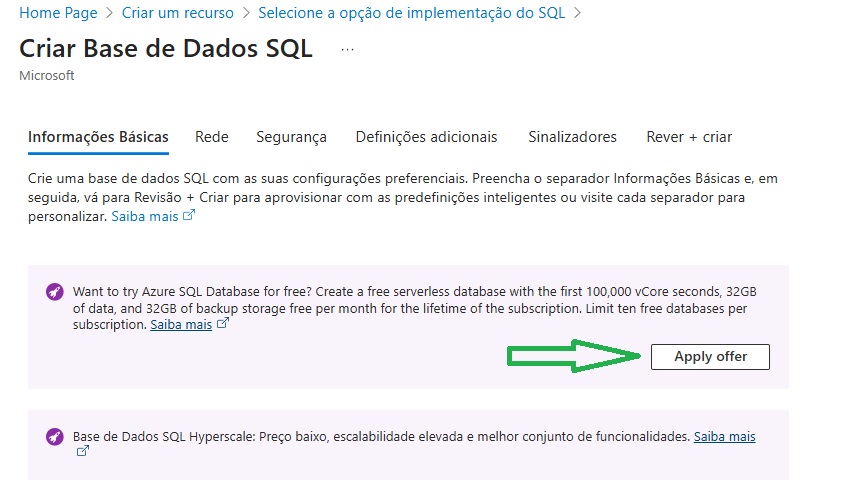 Home Page > Criar um recurso > Selecione a opção de implementação do SQL >
Criar Base de Dados SQL ...
Microsoft
Informações Básicas Rede Segurança Definições adicionais Sinalizadores Rever + criar
Crie uma base de dados SQL com as suas configurações preferenciais. Preencha o separador Informações Básicas e, em
seguida, vá para Revisão + Criar para aprovisionar com as predefinições inteligentes ou visite cada separador para
personalizar. Saiba mais
Want to try Azure SQL Database for free? Create a free serverless database with the first 100,000 vCore seconds, 32GB
of data, and 32GB of backup storage free per month for the lifetime of the subscription. Limit ten free databases per
subscription. Saiba mais
Apply offer
Base de Dados SQL Hyperscale: Preço baixo, escalabilidade elevada e melhor conjunto de funcionalidades. Saiba mais